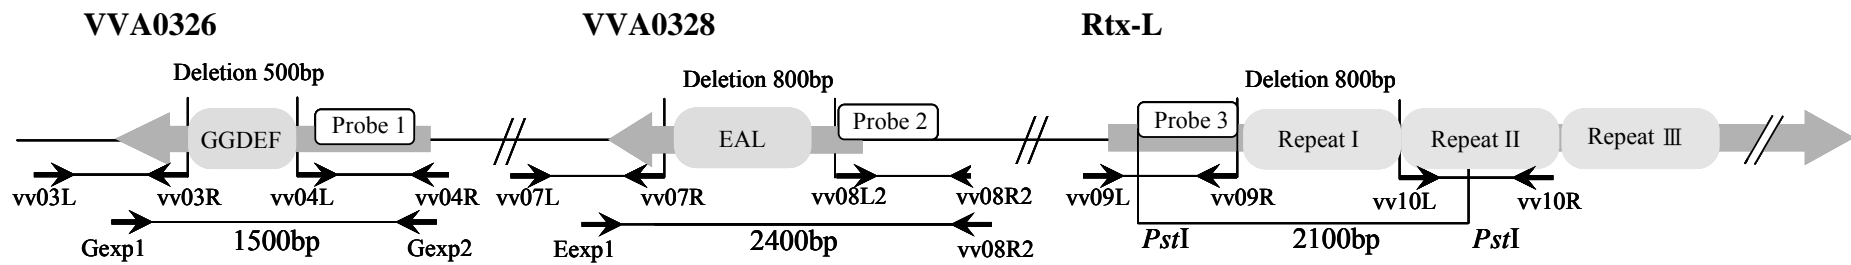 VVA0326 VVA0328 Rtx-L
Deletion 500bp Deletion 800bp Deletion 800bp
GGDEF Probe 1 EAL Probe 2 Probe 3 Repeat I Repeat II Repeat III
vv03L vv03R vv04L vv04R vv07L vv07R vv08L2 vv08R2 vv09L vv09R vv10L vv10R
Gexp1 1500bp Gexp2 Eexp1 2400bp vv08R2 PstI 2100bp PstI